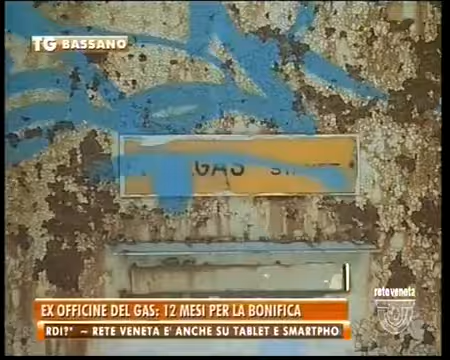 TG BASSANO
GAS
EX OFFICINE DEL GAS: 12 MESI PER LA BONIFICA
RDI?" ~ RETE VENETA E' ANCHE SU TABLET E SMARTPHO
reteveneta